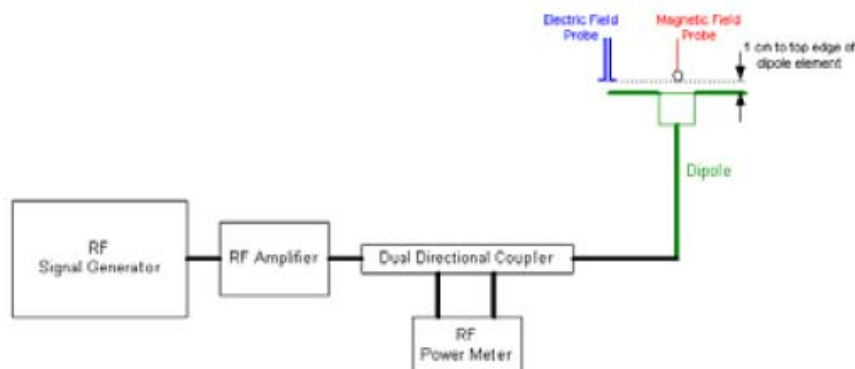 Electric Field
Probe
Magnetic Field
Probe
1 cm to top edge of
dipole element
Dipole
RF
Signal Generator
RF Amplifier
Dual Directional Coupler
RF
Power Meter